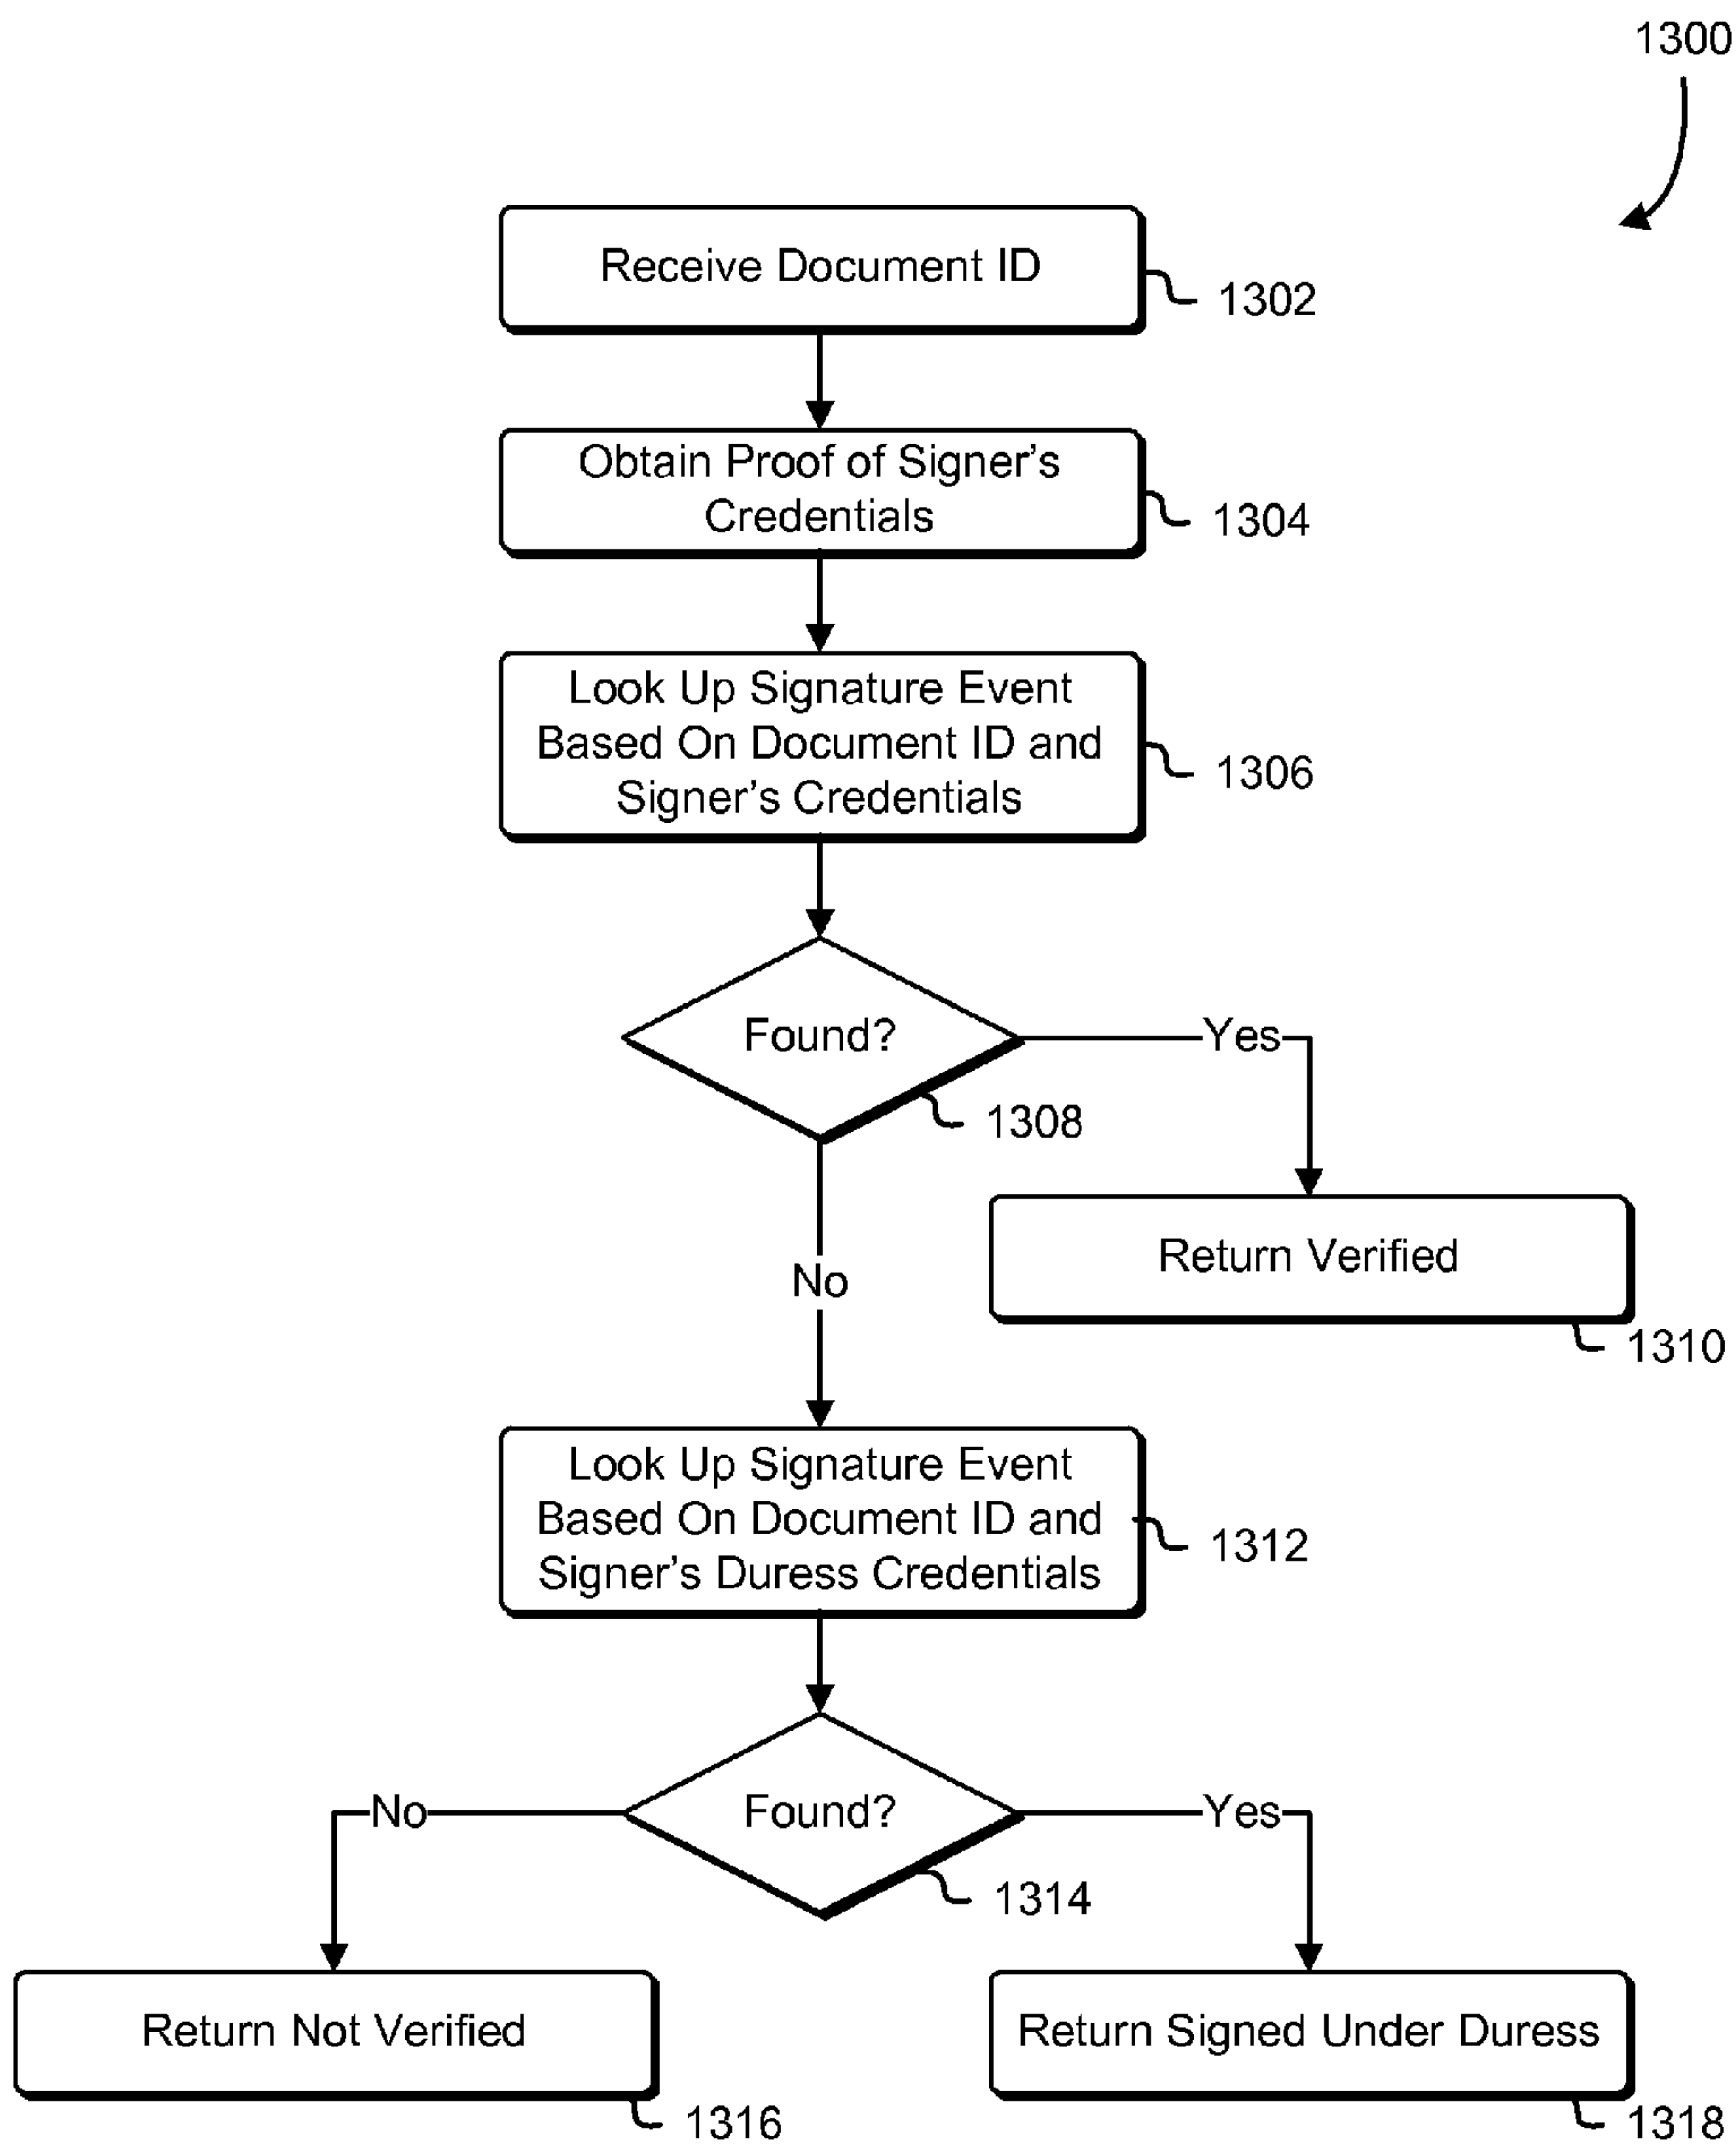 1300
Receive Document ID
1302
Obtain Proof of Signer’s
Credentials
1304
Look Up Signature Event
Based On Document ID and
Signer’s Credentials
1306
Found?
Yes
1308
Return Verified
1310
No
Look Up Signature Event
Based On Document ID and
Signer’s Duress Credentials
1312
No
Found?
Yes
1314
Return Not Verified
1316
Return Signed Under Duress
1318